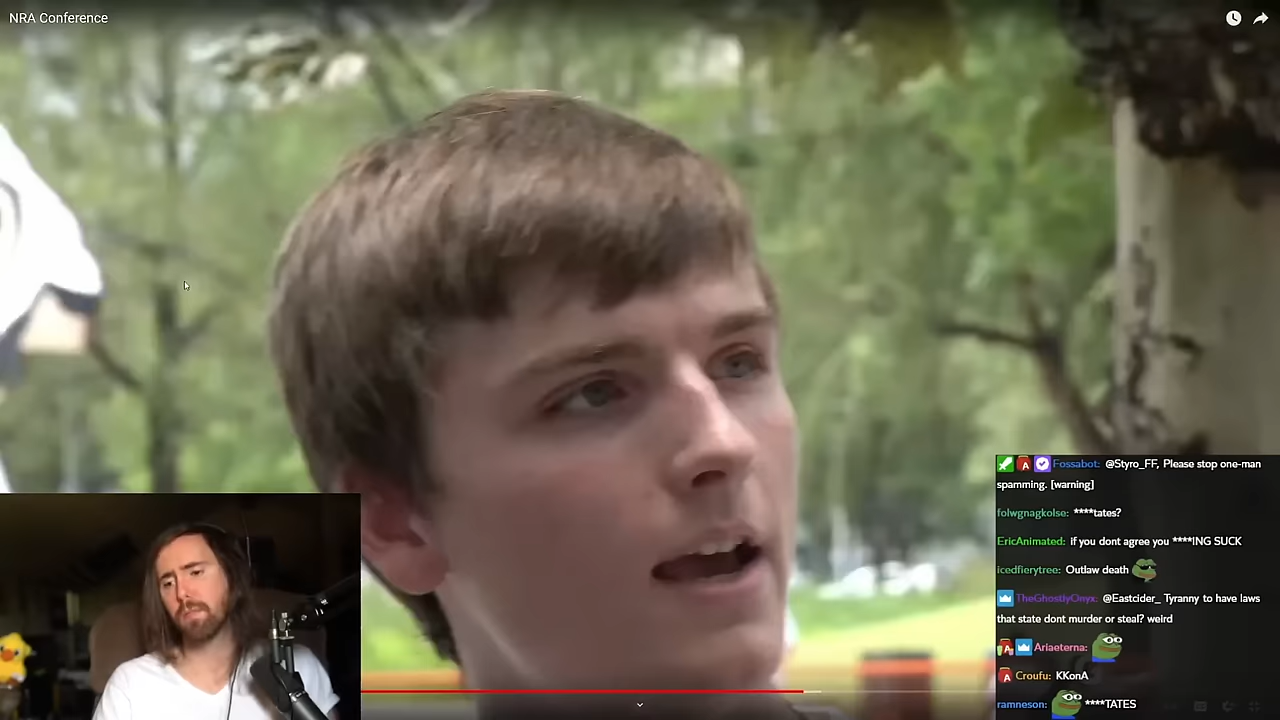 NRA Conference
Fossabot: @Styro_FF, Please stop one-man
spamming. [warning]
folwgnagkolse: ****tates?
EricAnimated: if you dont agree you ****ING SUCK
icedfierytree: Outlaw death
TheGhostlyOnyx: @Eastcider_ Tyranny to have laws
that state dont murder or steal? weird
Ariaeterna:
Croufu: KKonA
ramneson: ****TATES